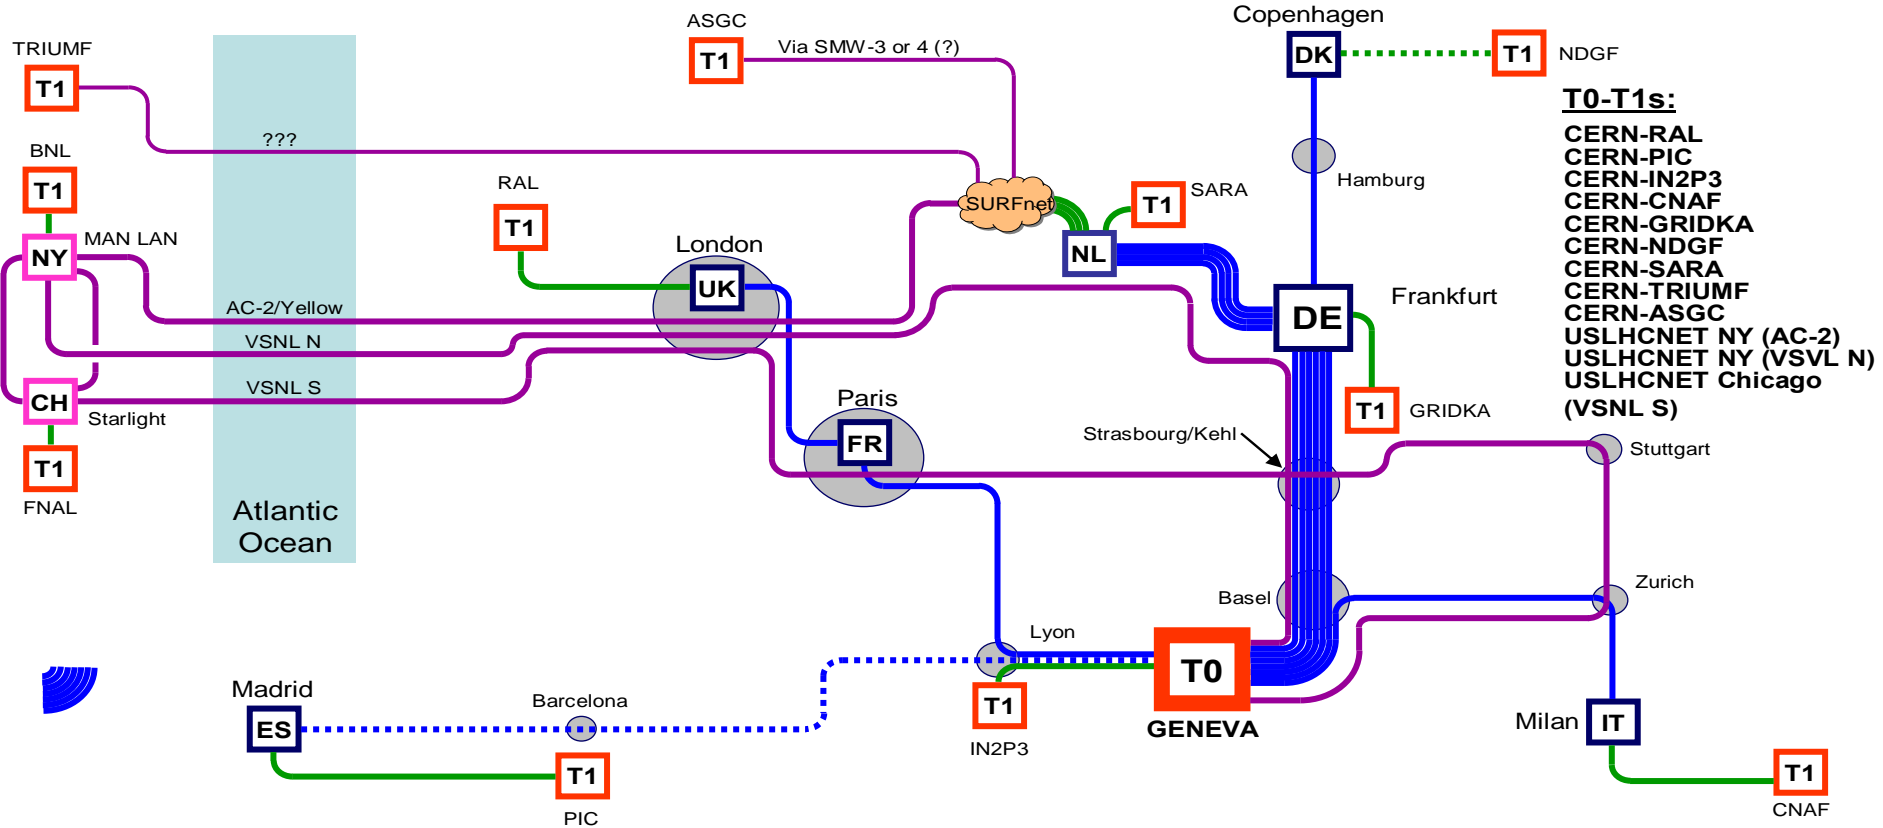 Copenhagen
ASGC
TRIUMF
T1
T1
Via SMW-3 or 4 (?)
DK
T1
NDGF
T0-T1s:
CERN-RAL
CERN-PIC
CERN-IN2P3
CERN-CNAF
CERN-GRIDKA
CERN-NDGF
CERN-SARA
CERN-TRIUMF
CERN-ASGC
USLHCNET NY (AC-2)
USLHCNET NY (VSVL N)
USLHCNET Chicago
(VSNL S)
???
BNL
T1
RAL
T1
SURFnet
T1
SARA
Hamburg
NY
MAN LAN
London
UK
NL
DE
Frankfurt
AC-2/Yellow
VSNL N
VSNL S
CH
Starlight
T1
FNAL
Paris
FR
T1
GRIDKA
Strasbourg/Kehl
Stuttgart
Atlantic
Ocean
Basel
Zurich
Lyon
T0
GENEVA
T1
IN2P3
Madrid
ES
Barcelona
T1
PIC
Milan
IT
T1
CNAF